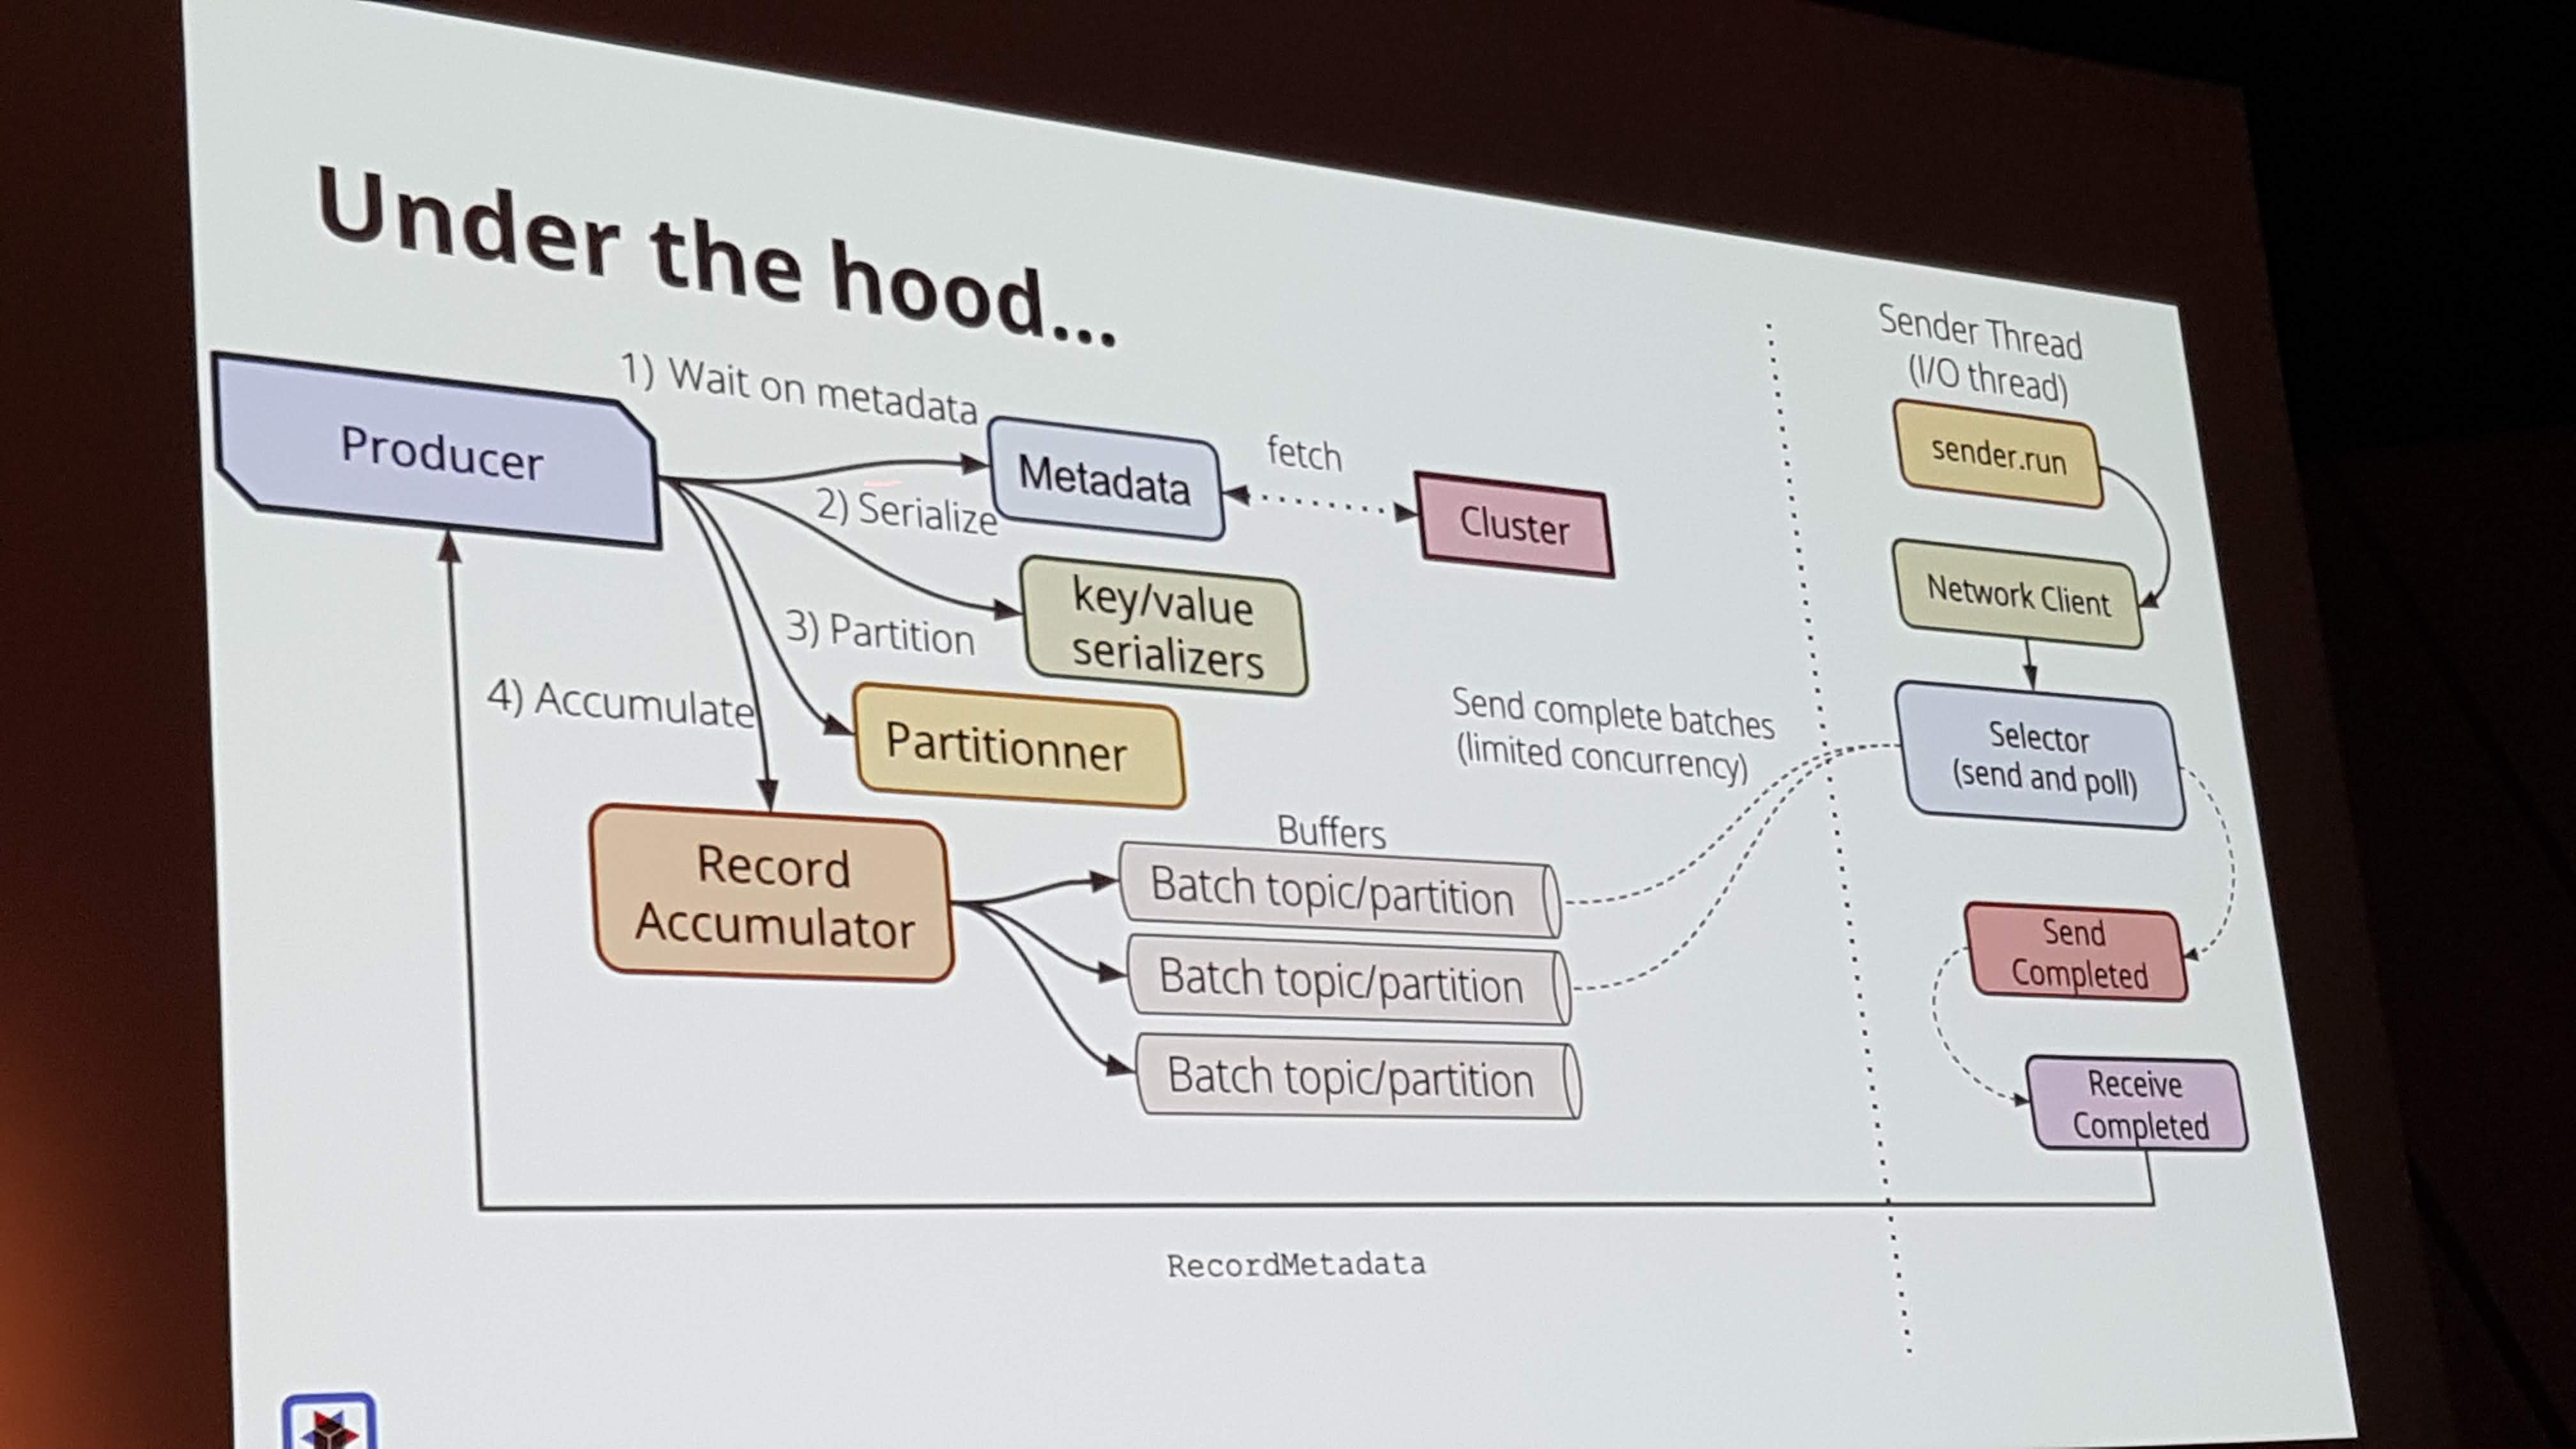 Under the hood...
Producer
1) Wait on metadata
Metadata
fetch
Cluster
2) Serialize
key/value
serializers
3) Partition
Partitionner
4) Accumulate
Record
Accumulator
Buffers
Batch topic/partition
Batch topic/partition
Batch topic/partition
Send complete batches
(limited concurrency)
Sender Thread
(I/O thread)
sender.run
Network Client
Selector
(send and poll)
Send
Completed
Receive
Completed
RecordMetadata